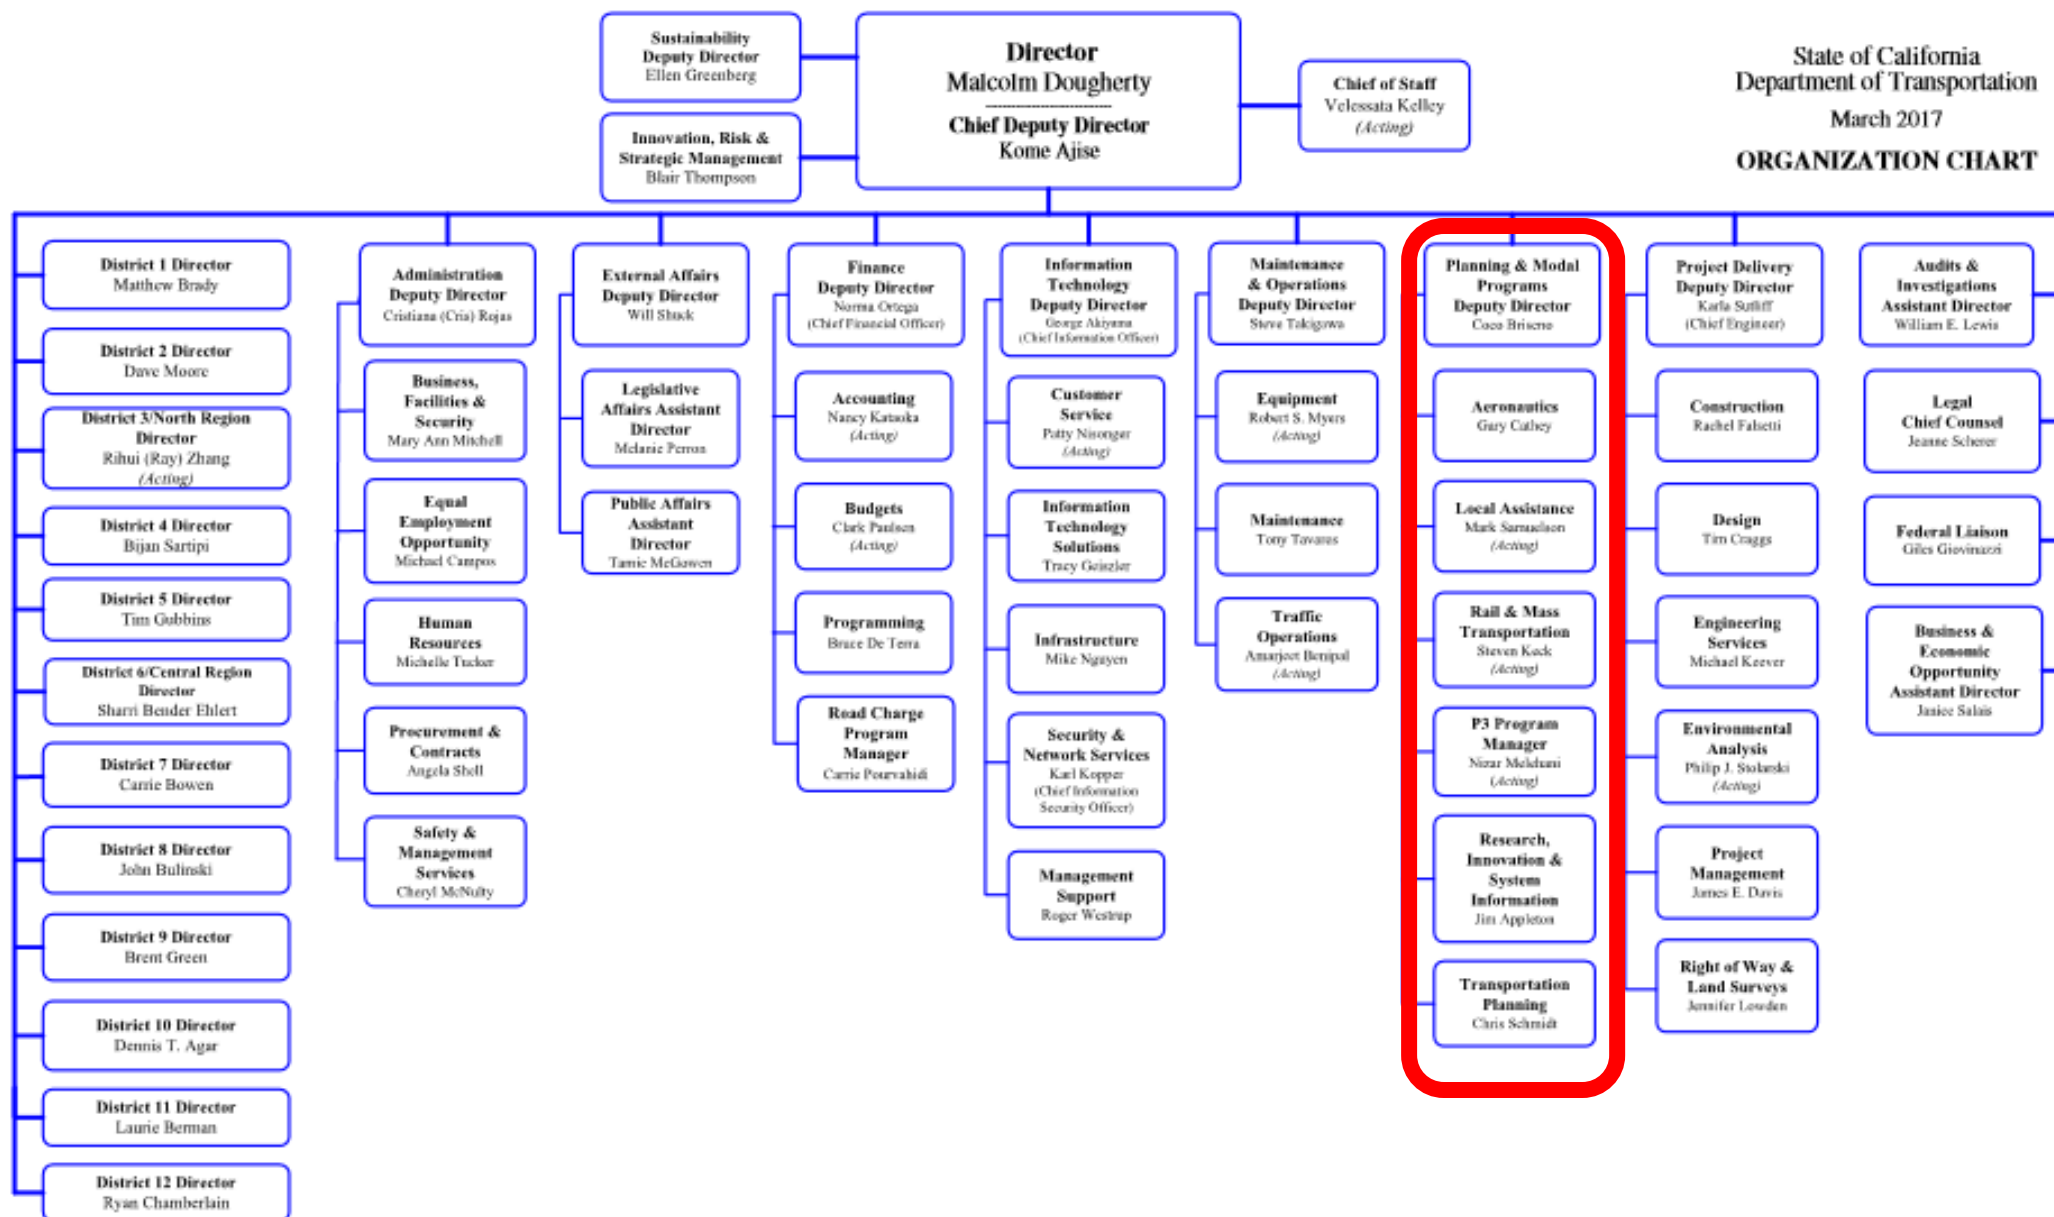 Sustainability
Deputy Director
Ellen Greenberg
Innovation, Risk &
Strategic Management
Blair Thompson
Director
Malcolm Dougherty
Chief Deputy Director
Kome Ajise
Chief of Staff
Velessata Kelley
(Acting)
State of California
Department of Transportation
March 2017
ORGANIZATION CHART
District 1 Director
Matthew Brady
District 2 Director
Dave Moore
District 3/North Region
Director
Rihui (Ray) Zhang
(Acting)
District 4 Director
Bijan Sartipi
District 5 Director
Tim Gubbins
District 6/Central Region
Director
Sharri Bender Ehlert
District 7 Director
Carrie Bowen
District 8 Director
John Bulinski
District 9 Director
Brent Green
District 10 Director
Dennis T. Agar
District 11 Director
Laurie Berman
District 12 Director
Ryan Chamberlain
Administration
Deputy Director
Cristiana (Cris) Rojas
Business,
Facilities &
Security
Mary Ann Mitchell
Equal
Employment
Opportunity
Michael Campos
Human
Resources
Michelle Tucker
Procurement &
Contracts
Angela Shell
Safety &
Management
Services
Cheryl McNulty
External Affairs
Deputy Director
Will Shuck
Legislative
Affairs Assistant
Director
Melanie Perron
Public Affairs
Assistant
Director
Tamie McGowen
Finance
Deputy Director
Norma Ortega
(Chief Financial Officer)
Accounting
Nancy Kataoka
(Acting)
Budgets
Clark Paulsen
(Acting)
Programming
Bruce De Terra
Road Charge
Program
Manager
Carrie Pourvahidi
Information
Technology
Deputy Director
George Akiyama
(Chief Information Officer)
Customer
Service
Patty Nisonger
(Acting)
Information
Technology
Solutions
Tracy Geiszler
Infrastructure
Mike Nguyen
Security &
Network Services
Karl Kopper
(Chief Information
Security Officer)
Management
Support
Roger Westrup
Maintenance
& Operations
Deputy Director
Steve Takigawa
Equipment
Robert S. Myers
(Acting)
Maintenance
Tony Tavares
Traffic
Operations
Amarjeet Benipal
(Acting)
Planning & Modal
Programs
Deputy Director
Coco Briseno
Aeronautics
Gary Cathey
Local Assistance
Mark Samuelson
(Acting)
Rail & Mass
Transportation
Steven Keck
(Acting)
P3 Program
Manager
Nizar Melehani
(Acting)
Research,
Innovation &
System
Information
Jim Appleton
Transportation
Planning
Chris Schmidt
Project Delivery
Deputy Director
Karla Sutliff
(Chief Engineer)
Construction
Rachel Falsetti
Design
Tim Craggs
Engineering
Services
Michael Keever
Environmental
Analysis
Philip J. Stolarski
(Acting)
Project
Management
James E. Davis
Right of Way &
Land Surveys
Jennifer Lowden
Audits &
Investigations
Assistant Director
William E. Lewis
Legal
Chief Counsel
Jeanne Scherer
Federal Liaison
Giles Giovinazzi
Business &
Economic
Opportunity
Assistant Director
Janice Salais